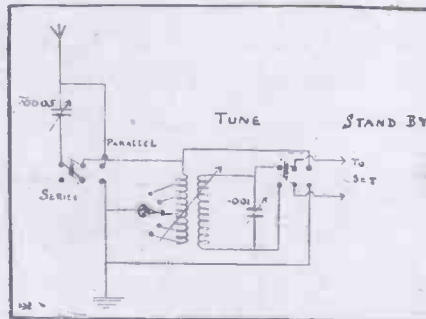 TUNE
STAND BY
.0005
PARALLEL
TO
SET
SERIES
.001